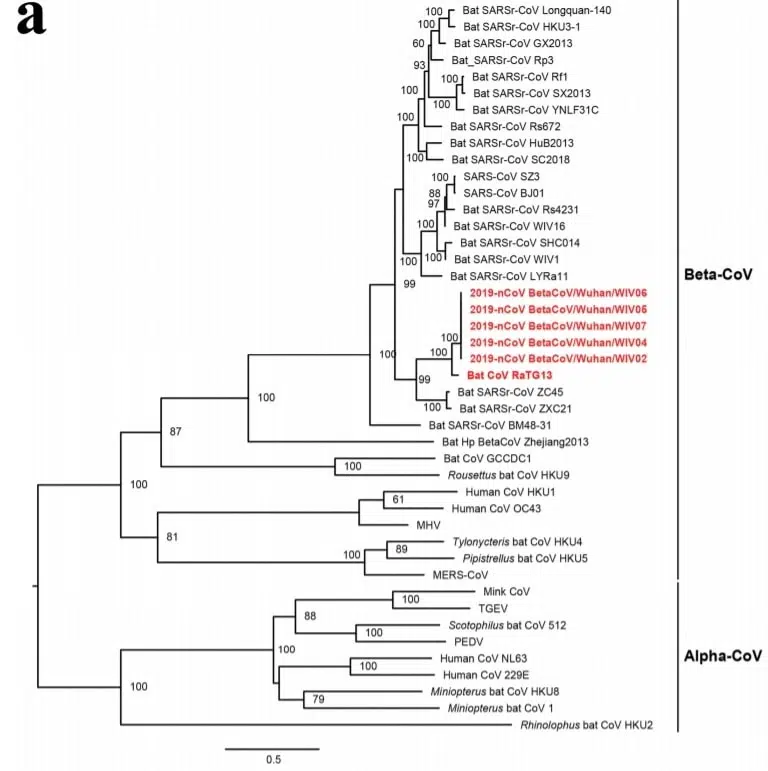 a
100 Bat SARSr-CoV Longquan-140
100 Bat SARSr-CoV HKU3-1
60 Bat SARSr-CoV GX2013
93 Bat_SARSr-CoV Rp3
100 Bat SARSr-CoV Rf1
100 Bat SARSr-CoV SX2013
100 Bat SARSr-CoV YNLF31C
100 Bat SARSr-CoV Rs672
Bat SARSr-CoV HuB2013
100 Bat SARSr-CoV SC2018
100 SARS-CoV SZ3
88 SARS-CoV BJ01
97 Bat SARSr-CoV Rs4231
100 Bat SARSr-CoV WIV16
Bat SARSr-CoV SHC014
100 100 Bat SARSr-CoV WIV1
Bat SARSr-CoV LYRa11
Beta-CoV
99
2019-nCoV BetaCoV/Wuhan/WIV06
2019-nCoV BetaCoV/Wuhan/WIV05
2019-nCoV BetaCoV/Wuhan/WIV07
100
2019-nCoV BetaCoV/Wuhan/WIV04
100 100
2019-nCoV BetaCoV/Wuhan/WIV02
99 Bat CoV RaTG13
Bat SARSr-CoV ZC45
100
100 Bat SARSr-CoV ZXC21
Bat SARSr-CoV BM48-31
87
Bat Hp BetaCoV Zhejiang2013
Bat CoV GCCDC1
100
Rousettus bat CoV HKU9
100
Human CoV HKU1
61
Human CoV OC43
MHV
81
Tylonycteris bat CoV HKU4
89
100 Pipistrellus bat CoV HKU5
MERS-CoV
Mink CoV
100
TGEV
88
Scotophilus bat CoV 512
100
PEDV
100
Alpha-CoV
Human CoV NL63
100
Human CoV 229E
100
Miniopterus bat CoV HKU8
79
Miniopterus bat CoV 1
Rhinolophus bat CoV HKU2
0.5